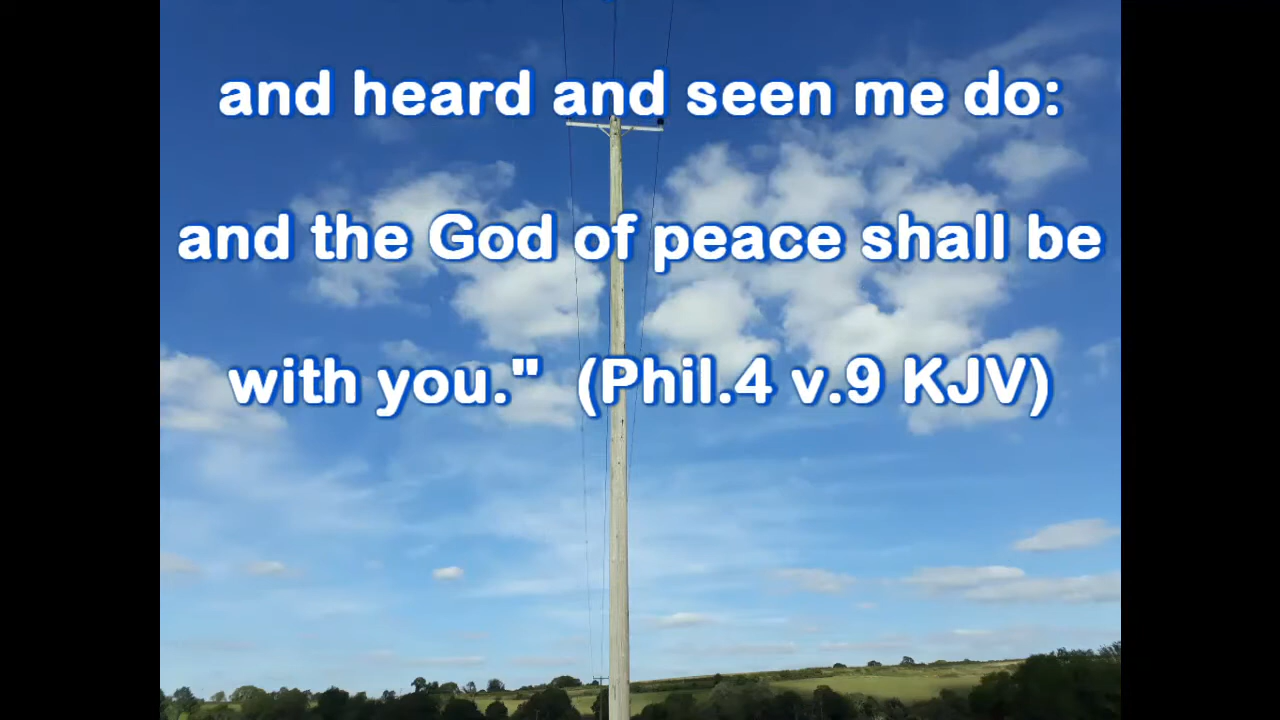 and heard and seen me do:
and the God of peace shall be
with you."  (Phil.4 v.9 KJV)